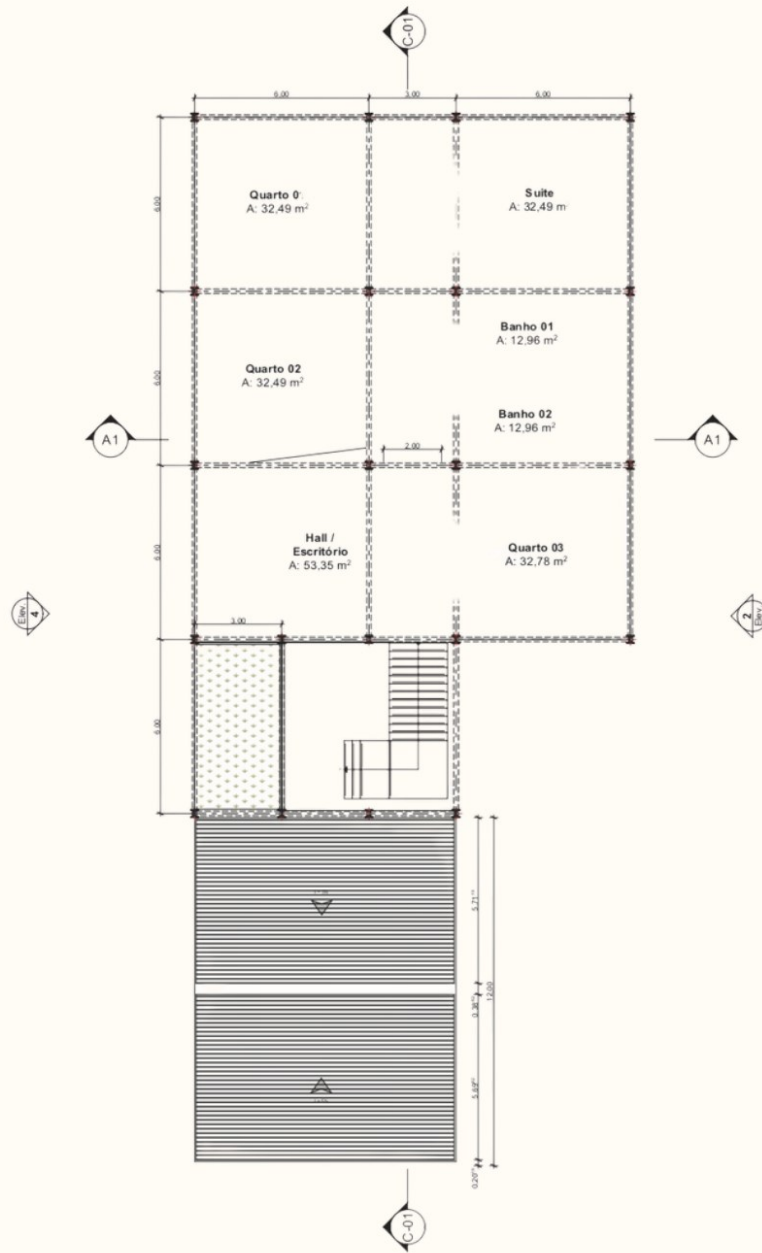 C-01
6,00
3,00
6,00
Quarto 0
A: 32,49 m²
Suite
A: 32,49 m
6,00
Banho 01
A: 12,96 m²
Quarto 02
A: 32,49 m²
6,00
Banho 02
A: 12,96 m²
A1
A1
2,00
Hall /
Escritório
A: 53,35 m²
Quarto 03
A: 32,78 m²
6,00
Elev.
4
2
Elev.
3,00
6,00
5,71
12,00
0,20
C-01